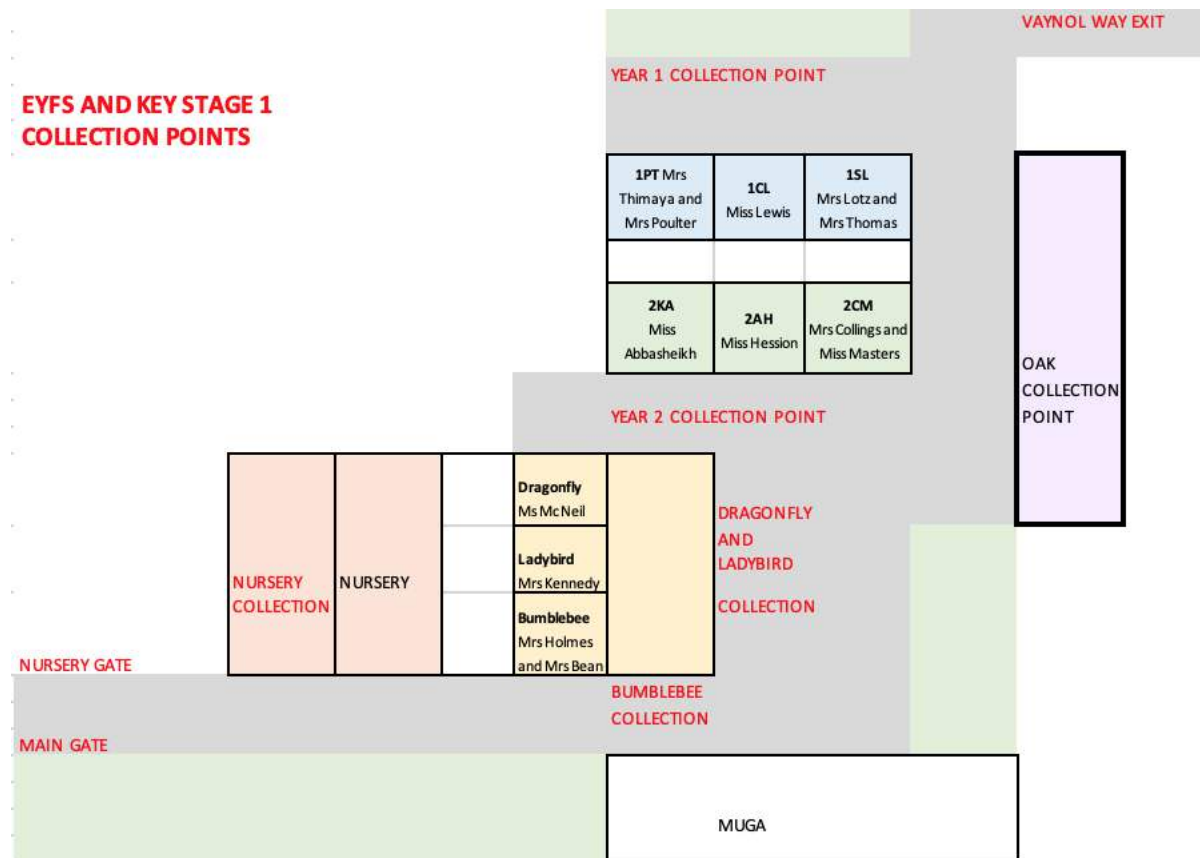 VAYNOL WAY EXIT
YEAR 1 COLLECTION POINT
EYFS AND KEY STAGE 1
COLLECTION POINTS
1PT Mrs
Thimaya and
Mrs Poulter
1CL
Miss Lewis
1SL
Mrs Lotz and
Mrs Thomas
2KA
Miss
Abbasheikh
2AH
Miss Hession
2CM
Mrs Collings and
Miss Masters
OAK
COLLECTION
POINT
YEAR 2 COLLECTION POINT
Dragonfly
Ms McNeil
DRAGONFLY
AND
LADYBIRD
COLLECTION
Ladybird
Mrs Kennedy
NURSERY
COLLECTION
NURSERY
Bumblebee
Mrs Holmes
and Mrs Bean
NURSERY GATE
BUMBLEBEE
COLLECTION
MAIN GATE
MUGA